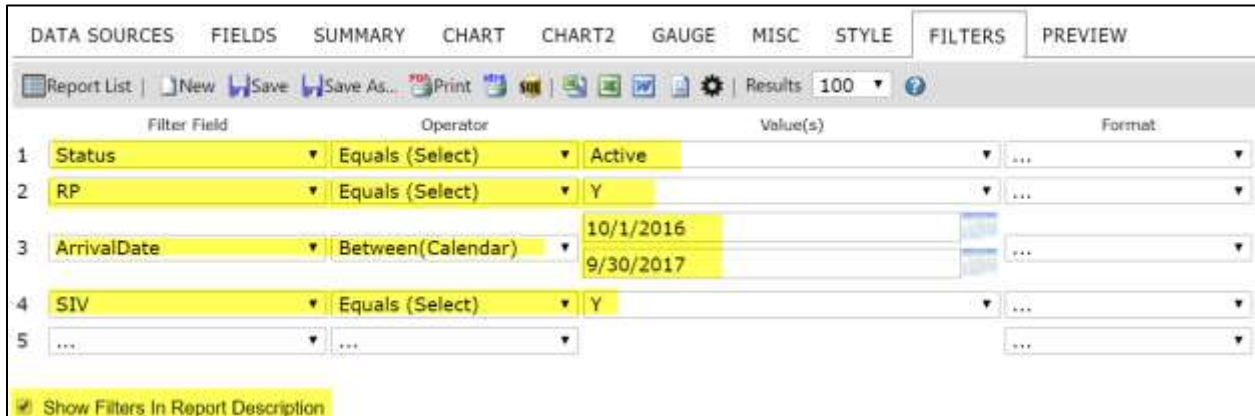 DATA SOURCES FIELDS SUMMARY CHART CHART2 GAUGE MISC STYLE FILTERS PREVIEW
Report List | New Save Save As... Print SQL | Results 100
Filter Field Operator Value(s) Format
1 Status Equals (Select) Active ...
2 RP Equals (Select) Y ...
10/1/2016
3 ArrivalDate Between(Calendar) ...
9/30/2017
4 SIV Equals (Select) Y ...
5 ... ... ...
Show Filters In Report Description